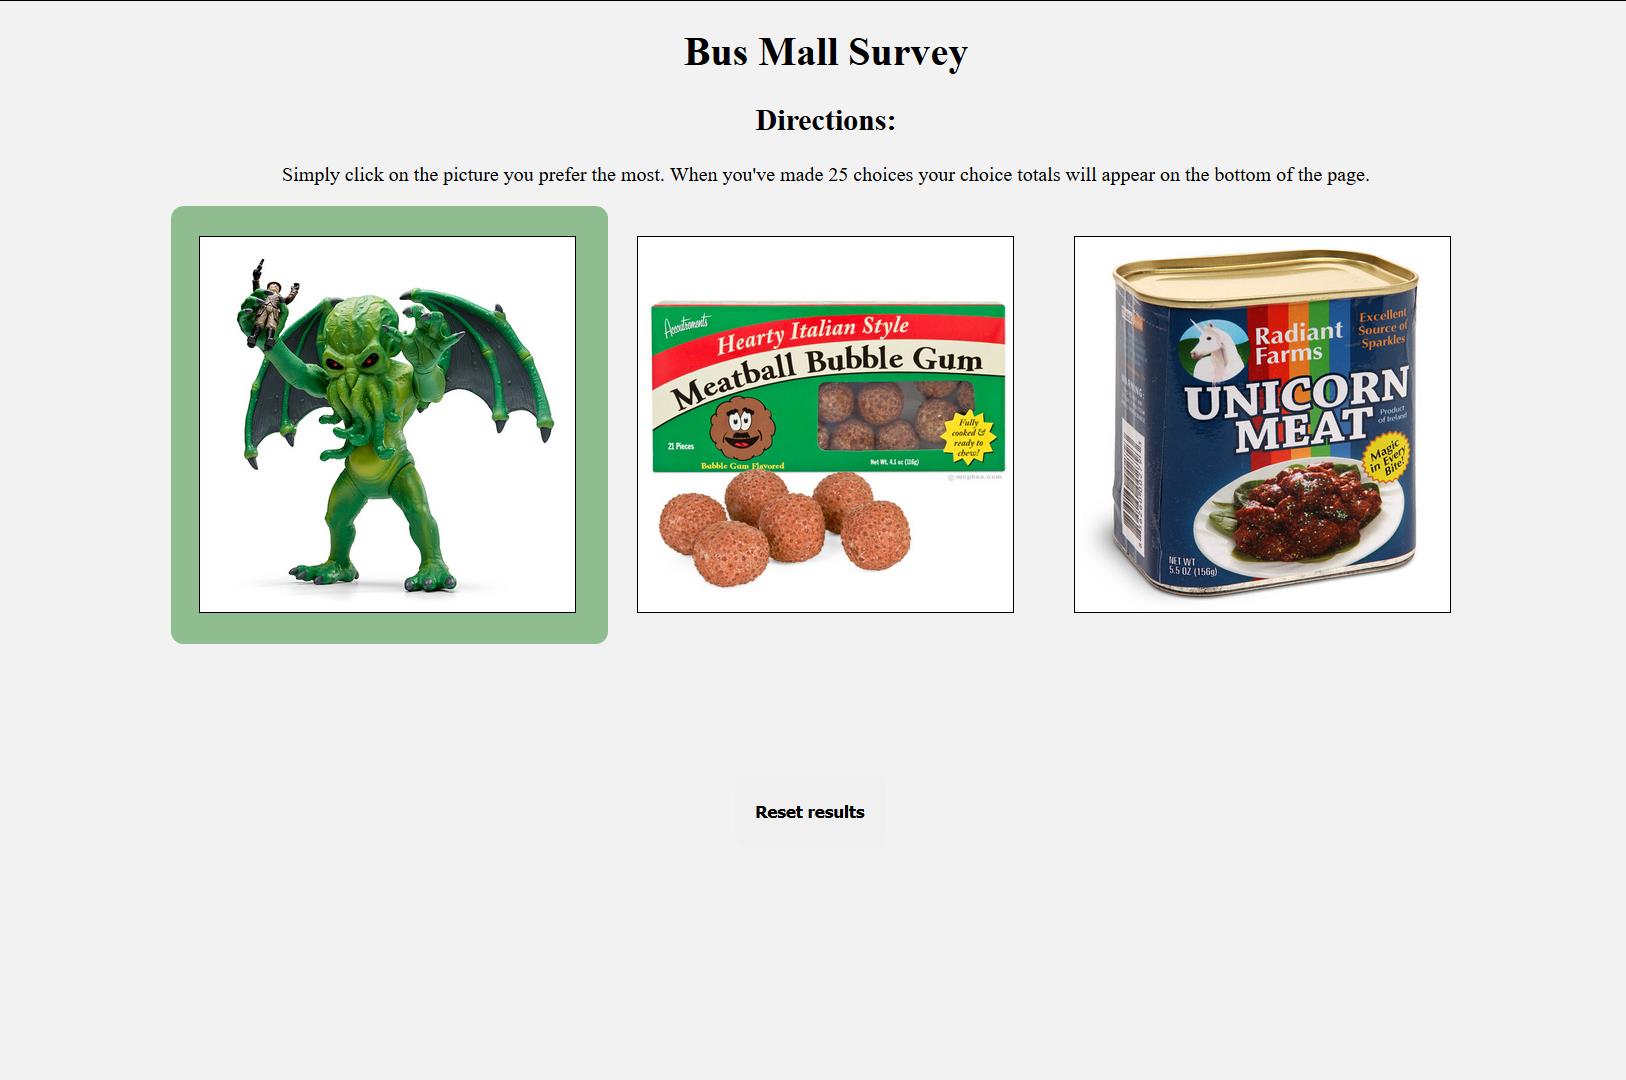 Bus Mall Survey
Directions:
Simply click on the picture you prefer the most. When you've made 25 choices your choice totals will appear on the bottom of the page.
Accoutrements
Hearty Italian Style
Meatball Bubble Gum
21 Pieces
Bubble Gum Flavored
Net Wt. 4.1 oz (116g)
Fully
cooked &
ready to
chew!
© mcphee.com
Radiant
Farms
Excellent
Source of
Sparkles
UNICORN
MEAT
Product
of Ireland
Magic
in Every
Bite!
NET WT
5.5 OZ (156g)
Reset results